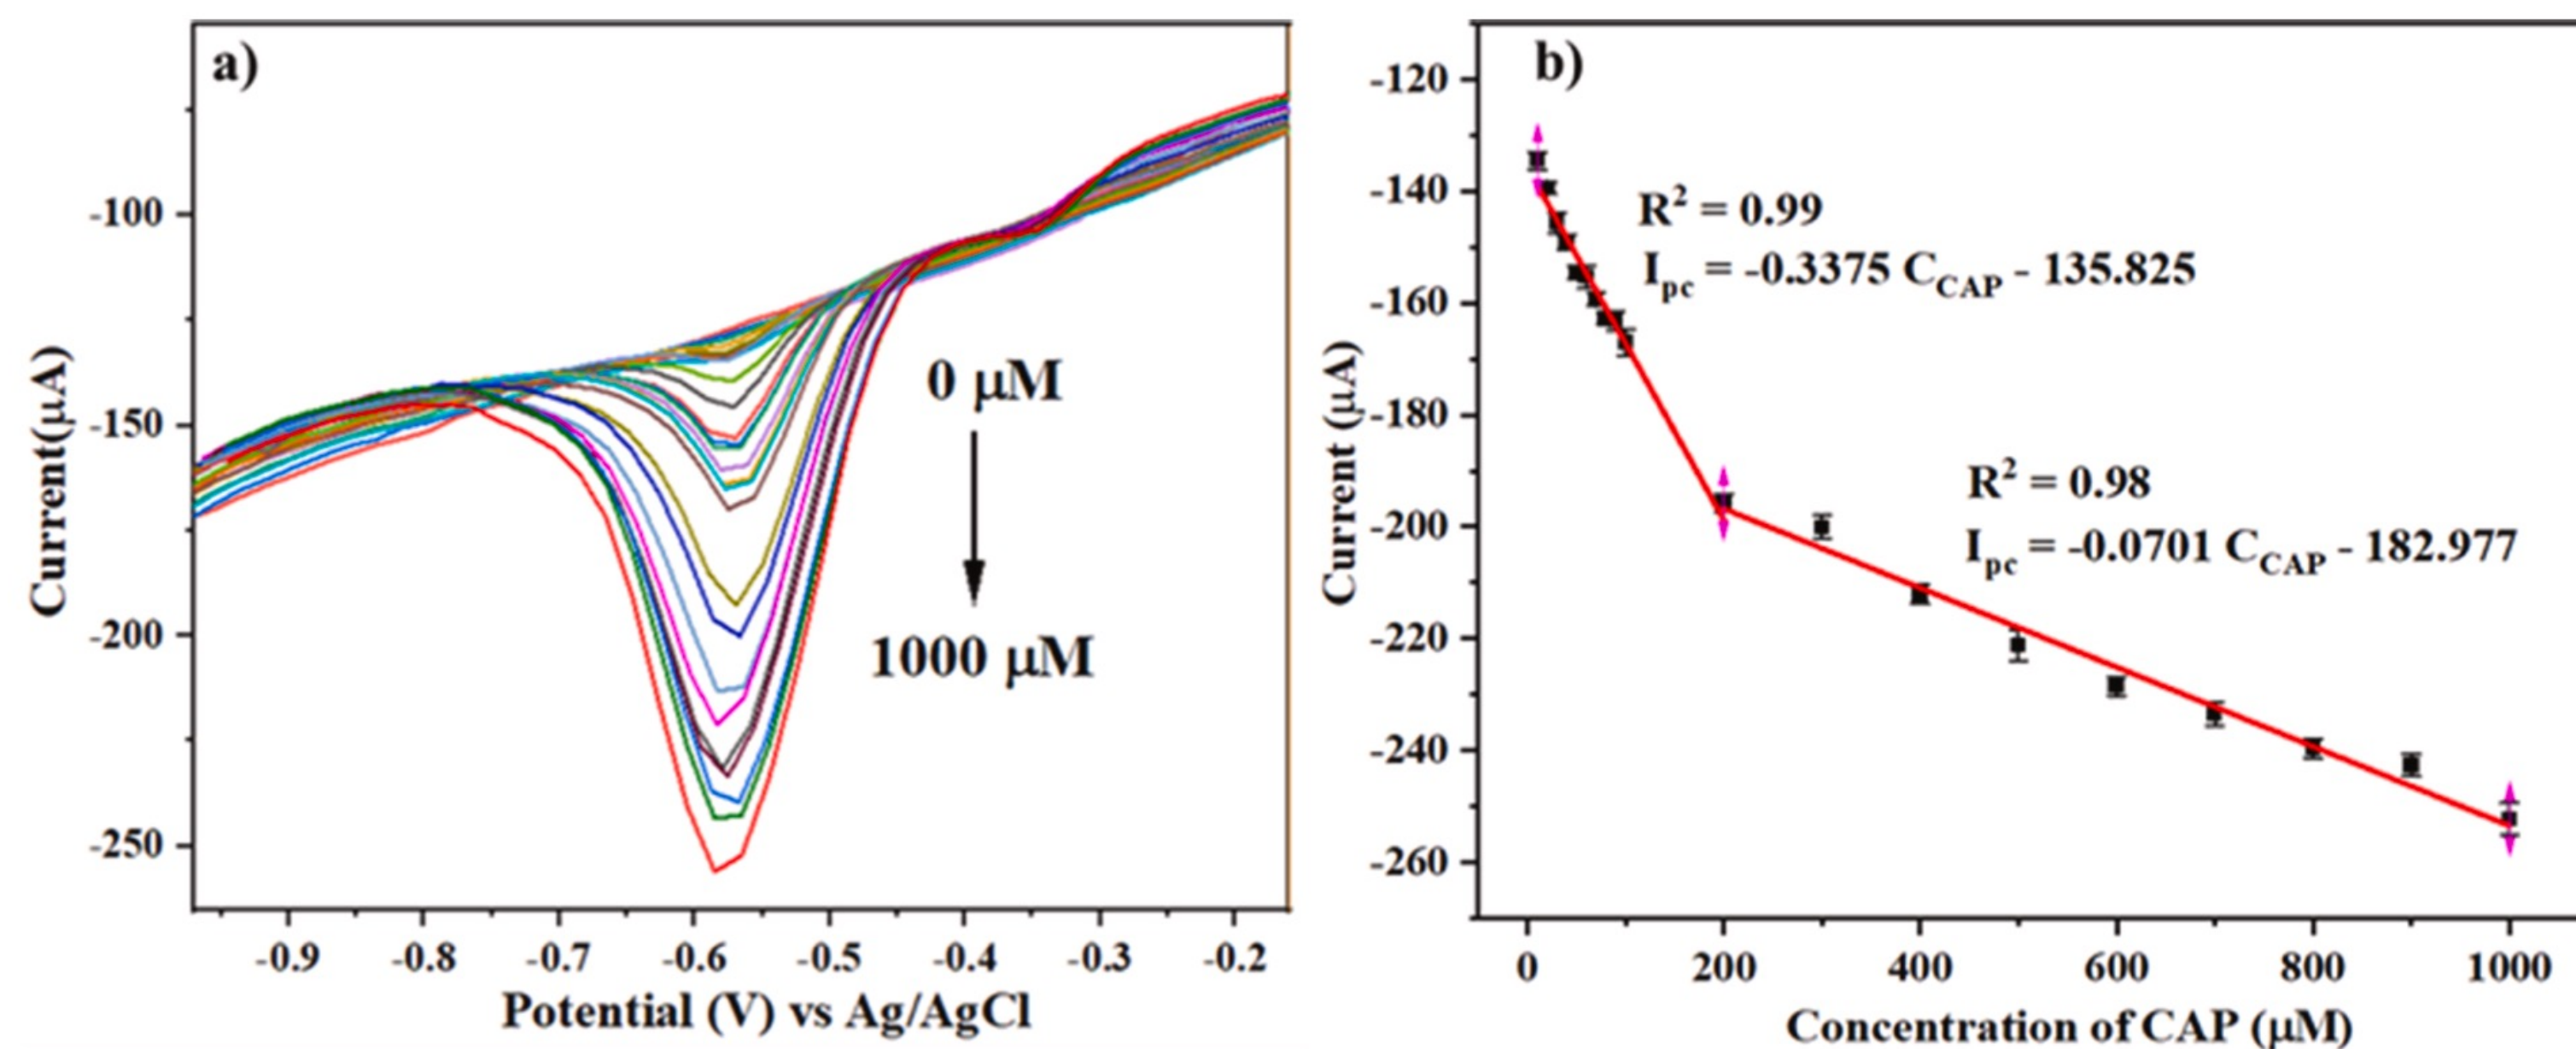 a)
-100
-150
-200
-250
Current(μA)
0 μM
1000 μM
-0.9 -0.8 -0.7 -0.6 -0.5 -0.4 -0.3 -0.2
Potential (V) vs Ag/AgCl
b)
-120
-140
-160
-180
-200
-220
-240
-260
Current (μA)
R² = 0.99
Ipc = -0.3375 CCAP - 135.825
R² = 0.98
Ipc = -0.0701 CCAP - 182.977
0 200 400 600 800 1000
Concentration of CAP (μM)